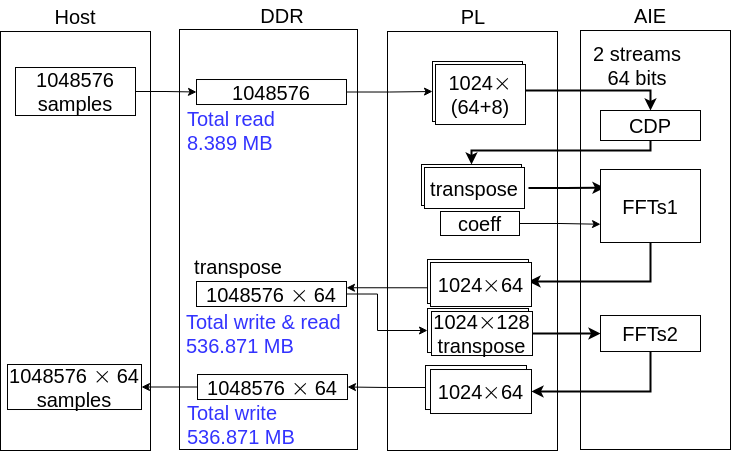 Host
DDR
PL
AIE
1048576
samples
1048576
Total read
8.389 MB
1024×
(64+8)
2 streams
64 bits
CDP
transpose
coeff
FFTs1
transpose
1048576 × 64
Total write & read
536.871 MB
1024×64
1024×128
transpose
FFTs2
1048576 × 64
samples
1048576 × 64
Total write
536.871 MB
1024×64